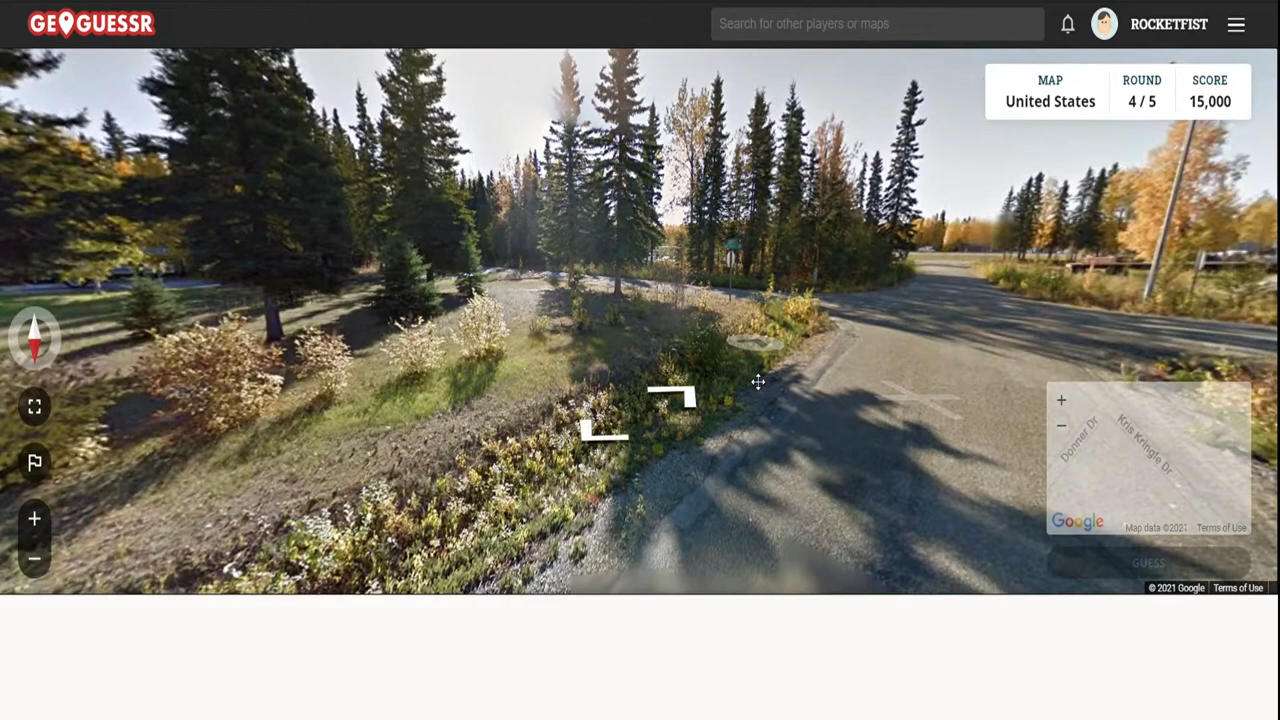 GEOGUESSR
Search for other players or maps
ROCKETFIST
MAP
United States
ROUND
4 / 5
SCORE
15,000
+
−
+
−
Donner Dr
Kris Kringle Dr
Google
Map data ©2021 Terms of Use
GUESS
© 2021 Google Terms of Use